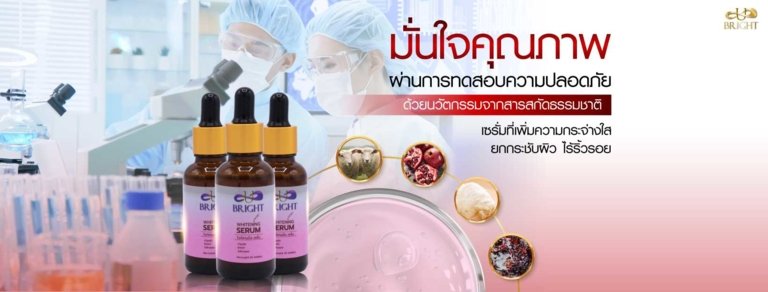 มั่นใจคุณภาพ
ผ่านการทดสอบความปลอดภัย
ด้วยนวัตกรรมจากสารสกัดธรรมชาติ
เซรั่มที่เพิ่มความกระจ่างใส
ยกกระชับผิว ไร้ริ้วรอย
BRIGHT
BRIGHT
WHITENING
SERUM